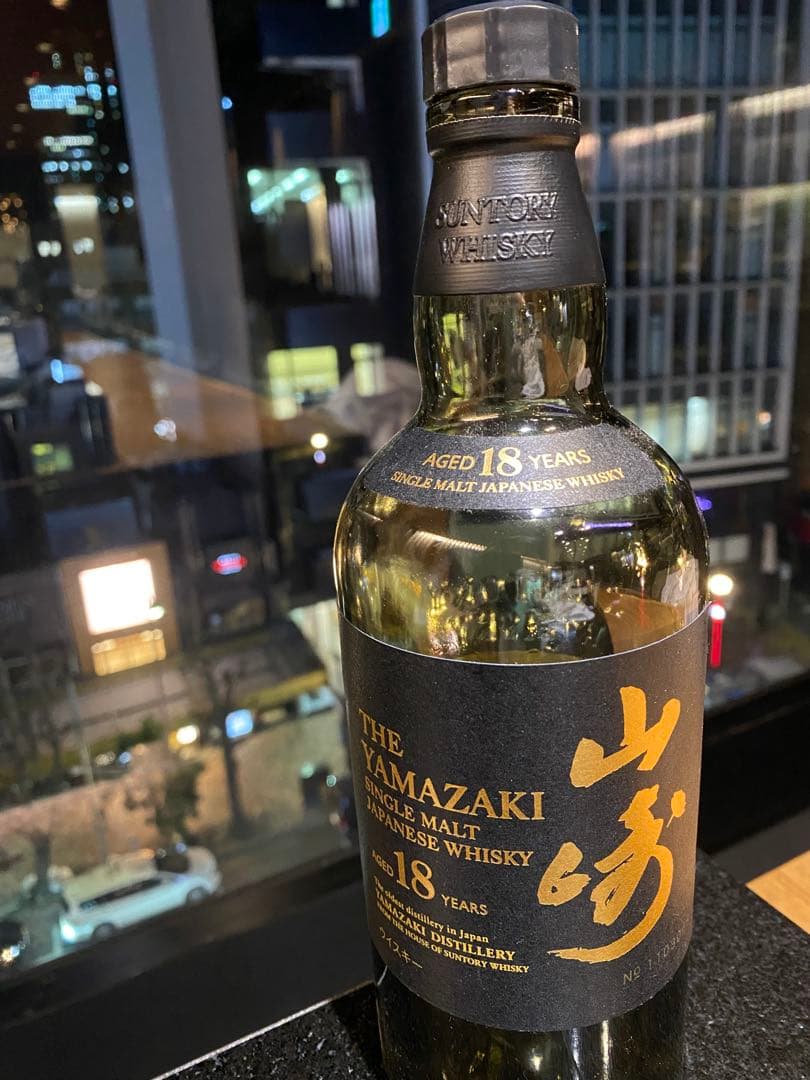 SUNTORY
WHISKY
AGED 18 YEARS
SINGLE MALT JAPANESE WHISKY
THE
YAMAZAKI
SINGLE MALT
JAPANESE WHISKY
AGED 18 YEARS
The oldest distillery in Japan
YAMAZAKI DISTILLERY
FROM THE HOUSE OF SUNTORY WHISKY
ウイスキー
山崎
No